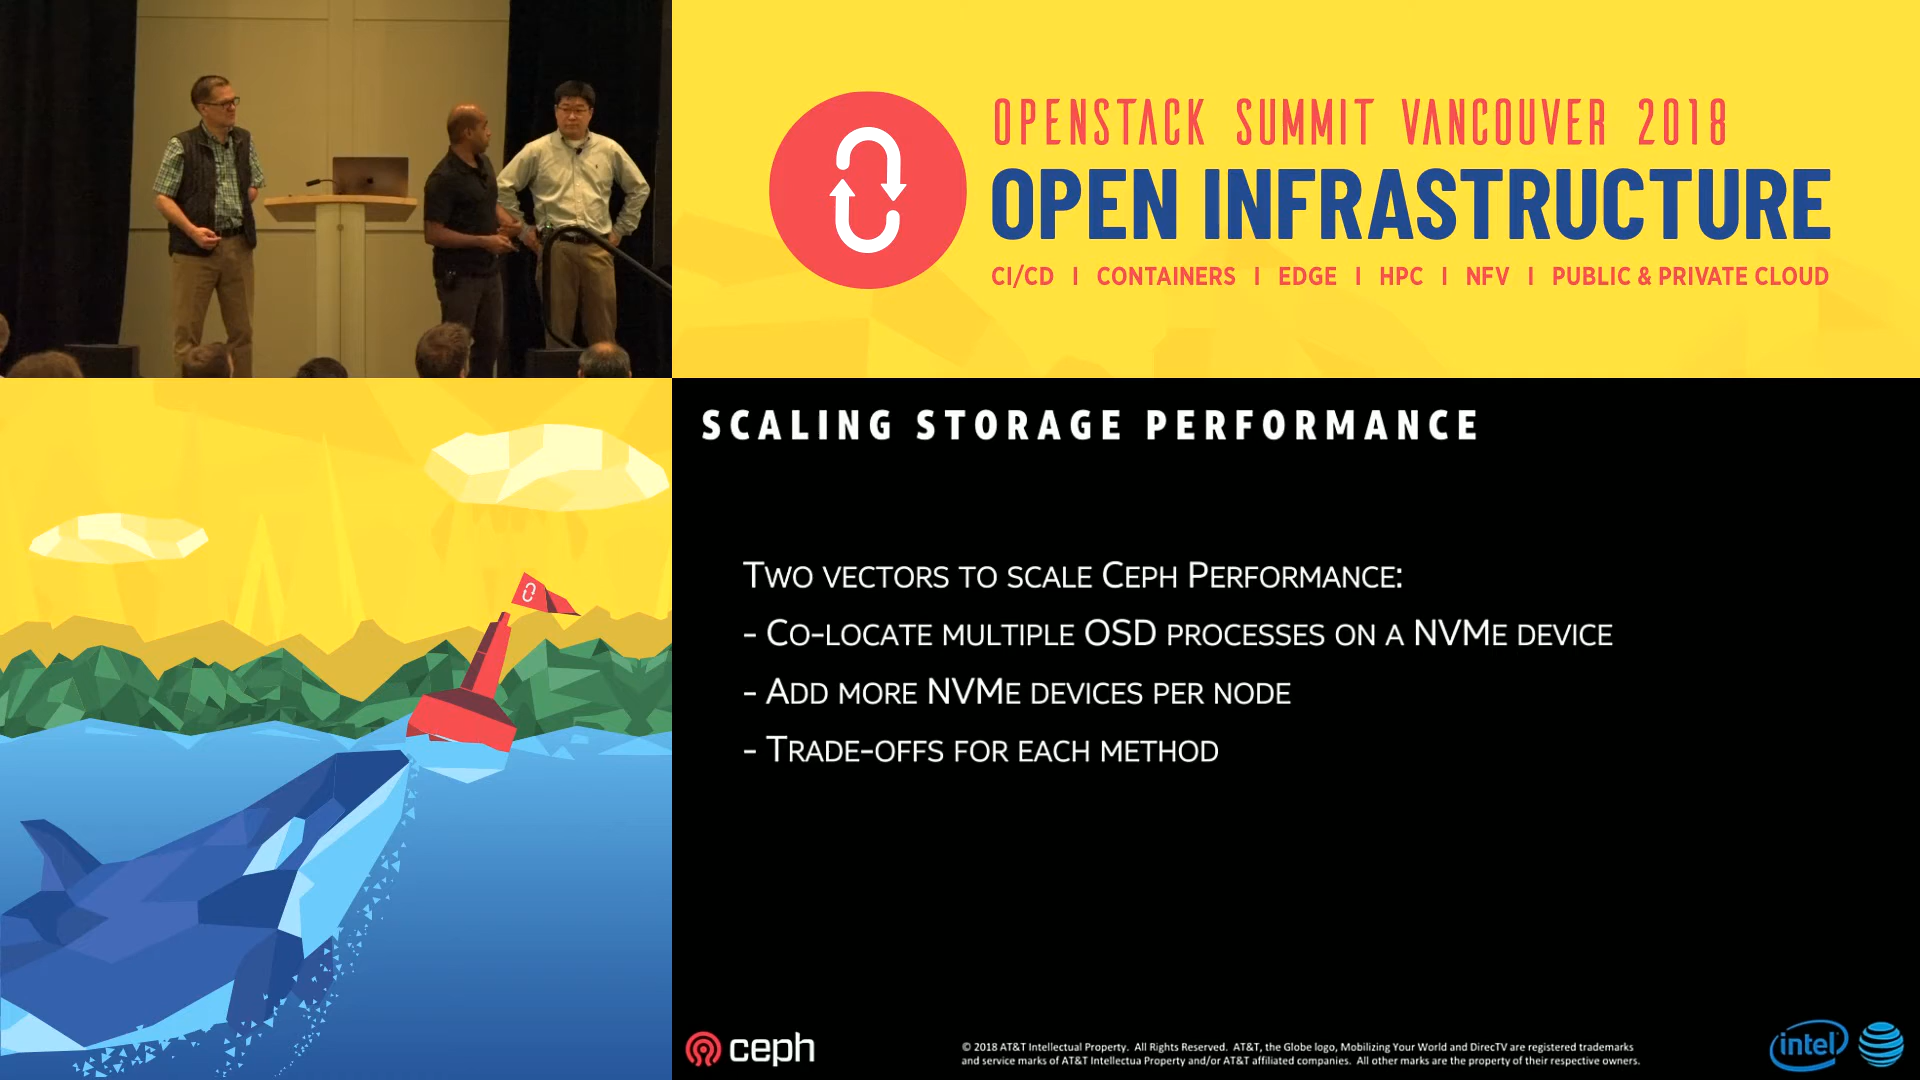 OPENSTACK SUMMIT VANCOUVER 2018
OPEN INFRASTRUCTURE
CI/CD | CONTAINERS | EDGE | HPC | NFV | PUBLIC & PRIVATE CLOUD
SCALING STORAGE PERFORMANCE
TWO VECTORS TO SCALE CEPH PERFORMANCE:
- CO-LOCATE MULTIPLE OSD PROCESSES ON A NVME DEVICE
- ADD MORE NVME DEVICES PER NODE
- TRADE-OFFS FOR EACH METHOD
ceph
© 2018 AT&T Intellectual Property. All Rights Reserved. AT&T, the Globe logo, Mobilizing Your World and DirecTV are registered trademarks
and service marks of AT&T Intellectua Property and/or AT&T affiliated companies. All other marks are the property of their respective owners.
intel